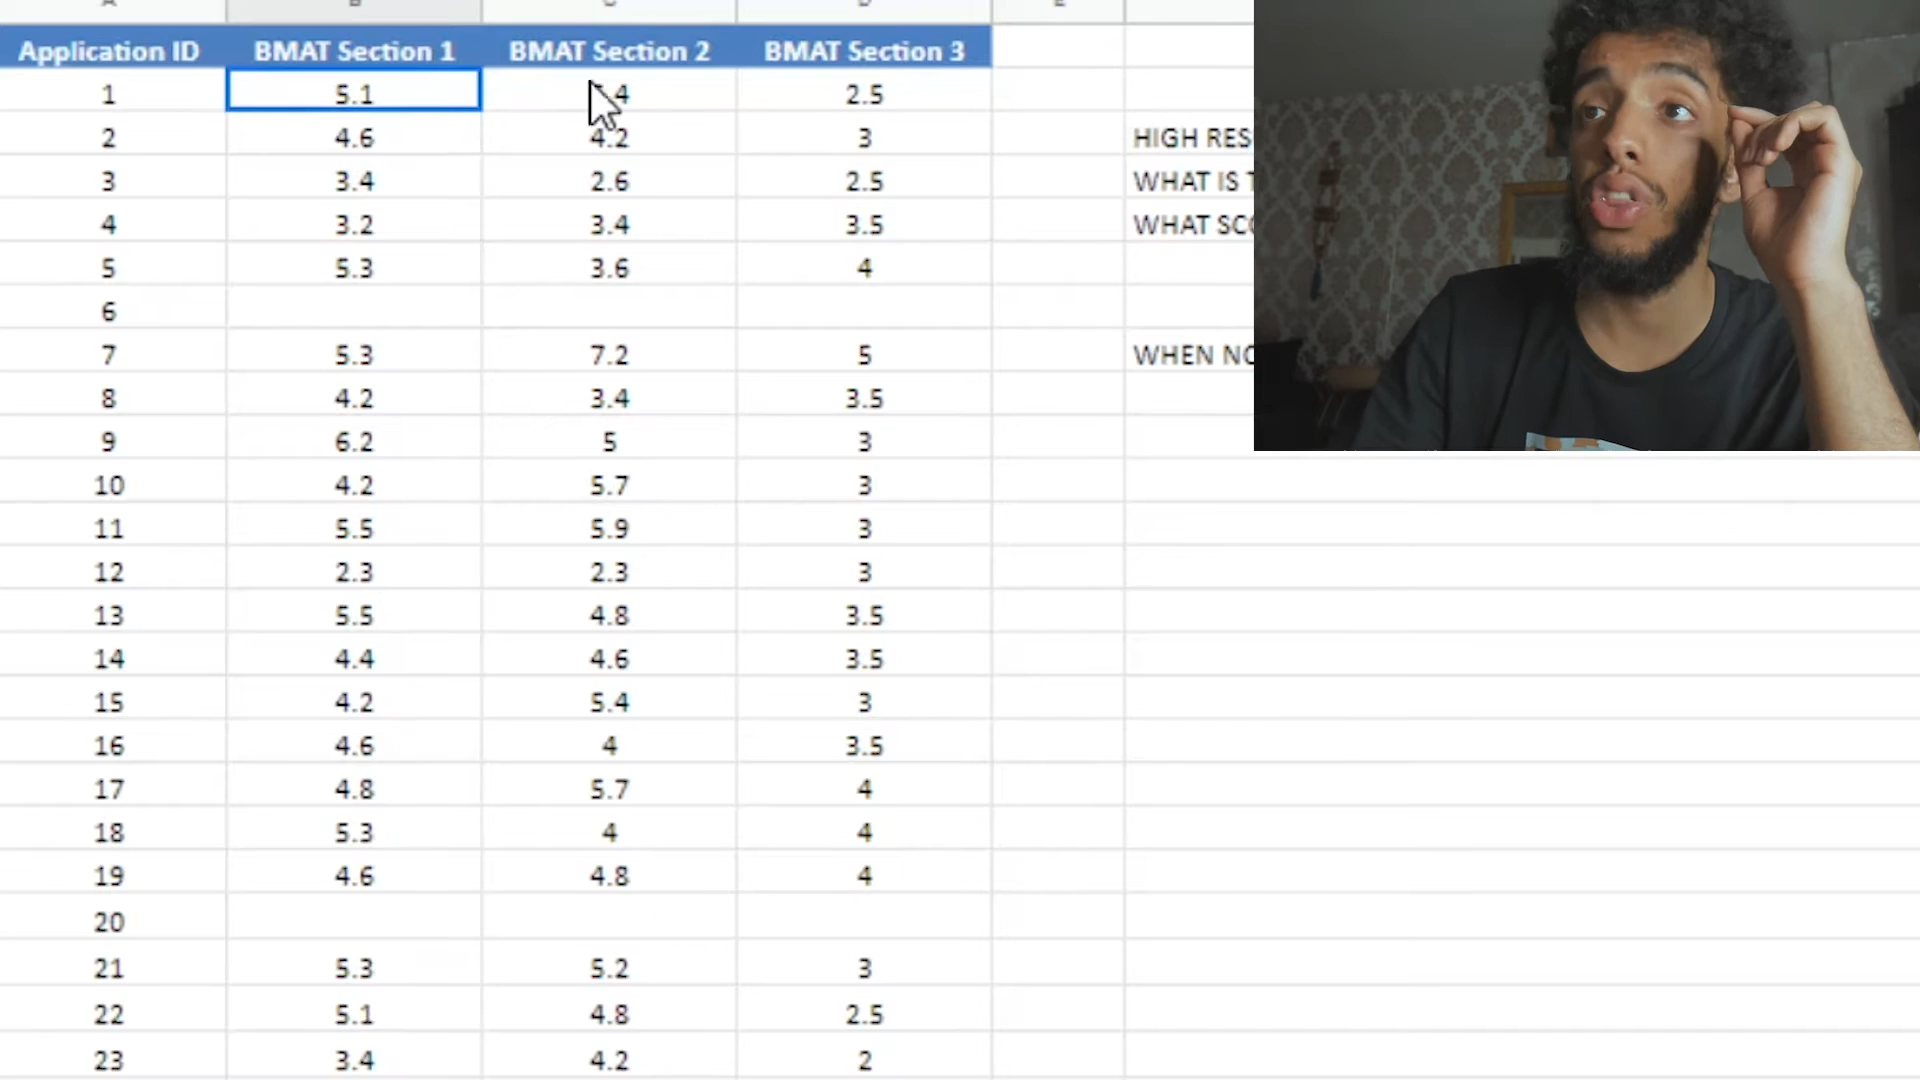 Application ID BMAT Section 1 BMAT Section 2 BMAT Section 3
1 5.1 2.5
2 4.6 4.2 3 HIGH RES
3 3.4 2.6 2.5 WHAT IS
4 3.2 3.4 3.5 WHAT SCO
5 5.3 3.6 4
6
7 5.3 7.2 5 WHEN NO
8 4.2 3.4 3.5
9 6.2 5 3
10 4.2 5.7 3
11 5.5 5.9 3
12 2.3 2.3 3
13 5.5 4.8 3.5
14 4.4 4.6 3.5
15 4.2 5.4 3
16 4.6 4 3.5
17 4.8 5.7 4
18 5.3 4 4
19 4.6 4.8 4
20
21 5.3 5.2 3
22 5.1 4.8 2.5
23 3.4 4.2 2